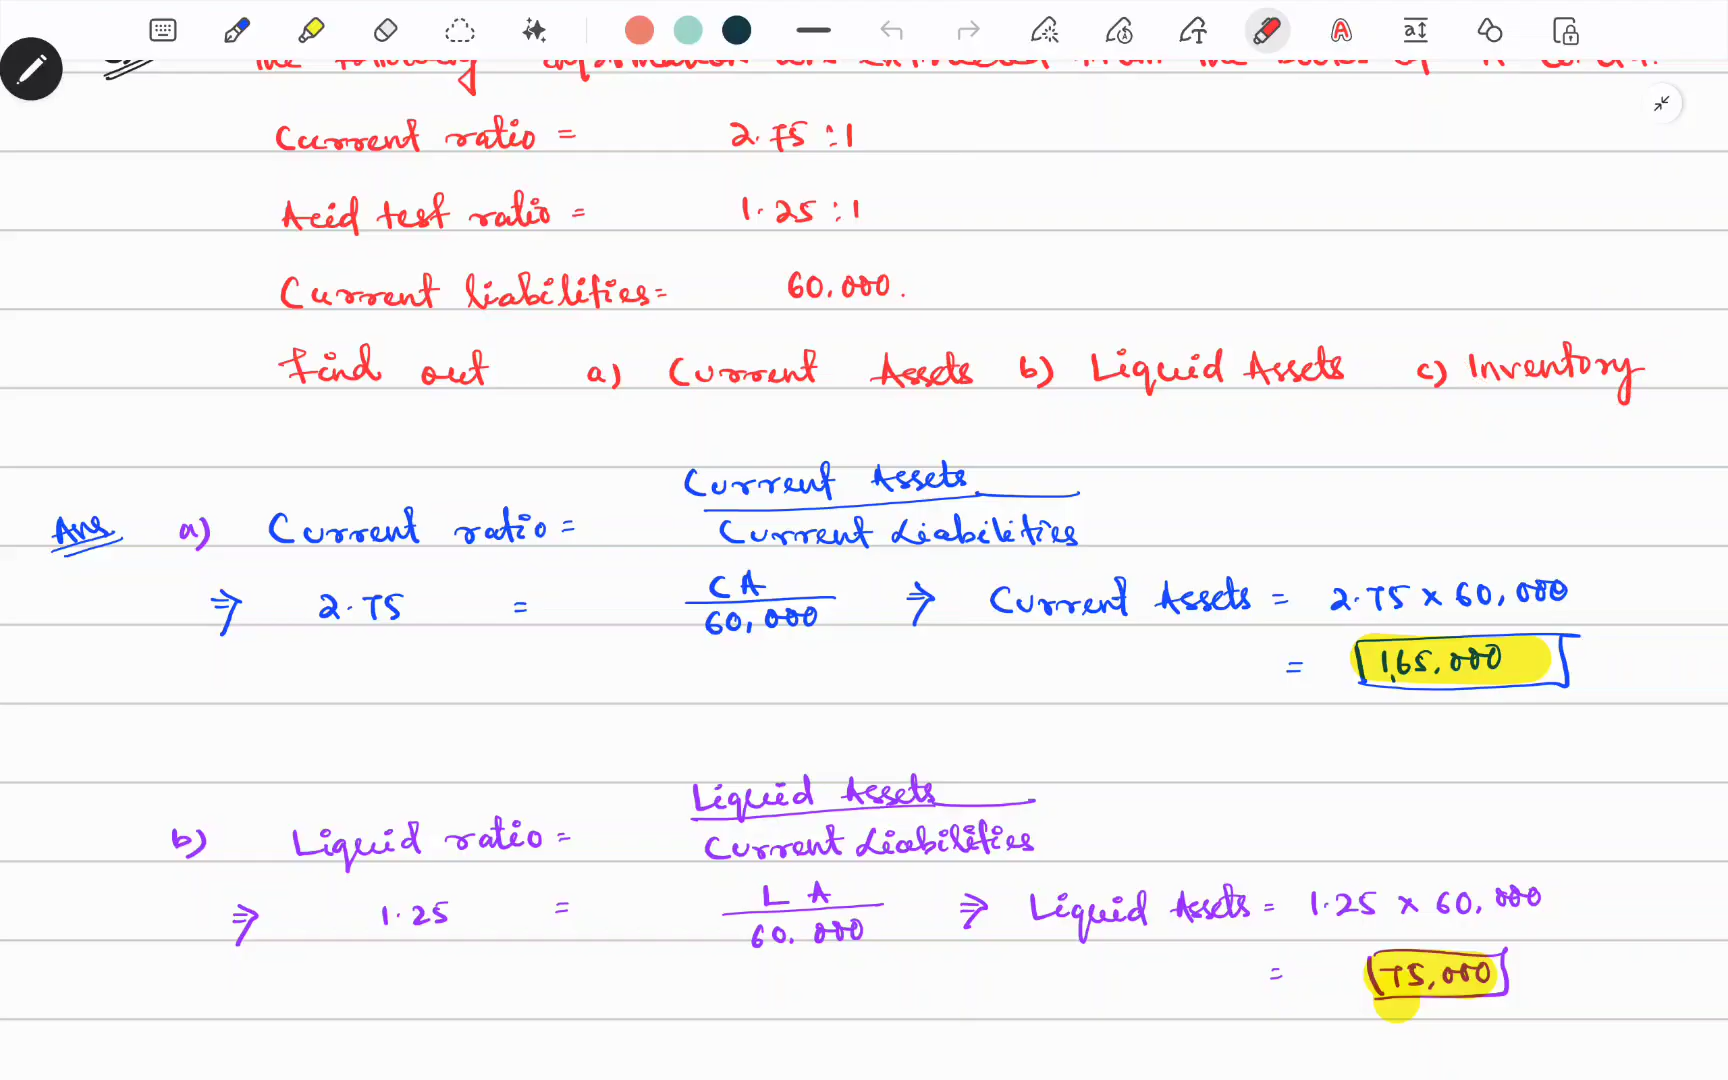 Current ratio = 2.75 : 1
Acid test ratio = 1.25 : 1
Current liabilities = 60,000.
Find out a) Current Assets b) Liquid Assets c) Inventory
Current Assets
Ans a) Current ratio =
Current Liabilities
⇒ 2.75 = CA / 60,000 ⇒ Current Assets = 2.75 × 60,000
= 1,65,000
Liquid Assets
b) Liquid ratio =
Current Liabilities
⇒ 1.25 = LA / 60,000 ⇒ Liquid Assets = 1.25 × 60,000
= 75,000